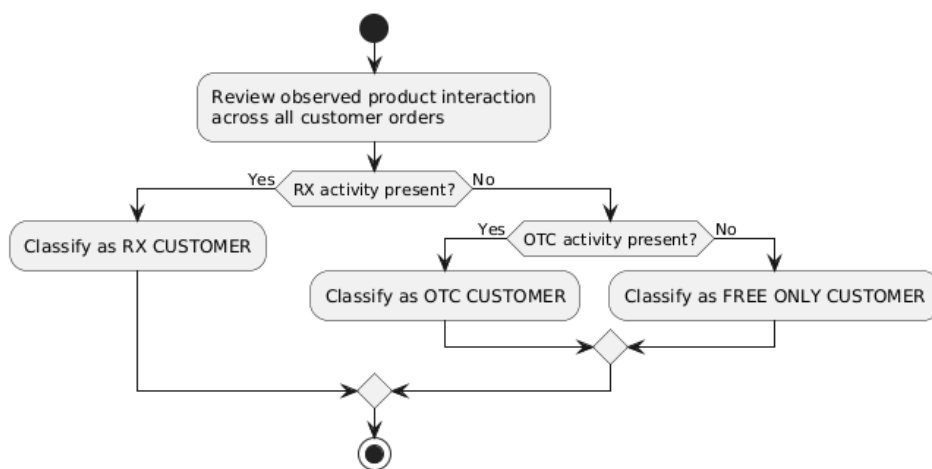 Review observed product interaction
across all customer orders
Yes
RX activity present?
No
Classify as RX CUSTOMER
Yes
OTC activity present?
No
Classify as OTC CUSTOMER
Classify as FREE ONLY CUSTOMER